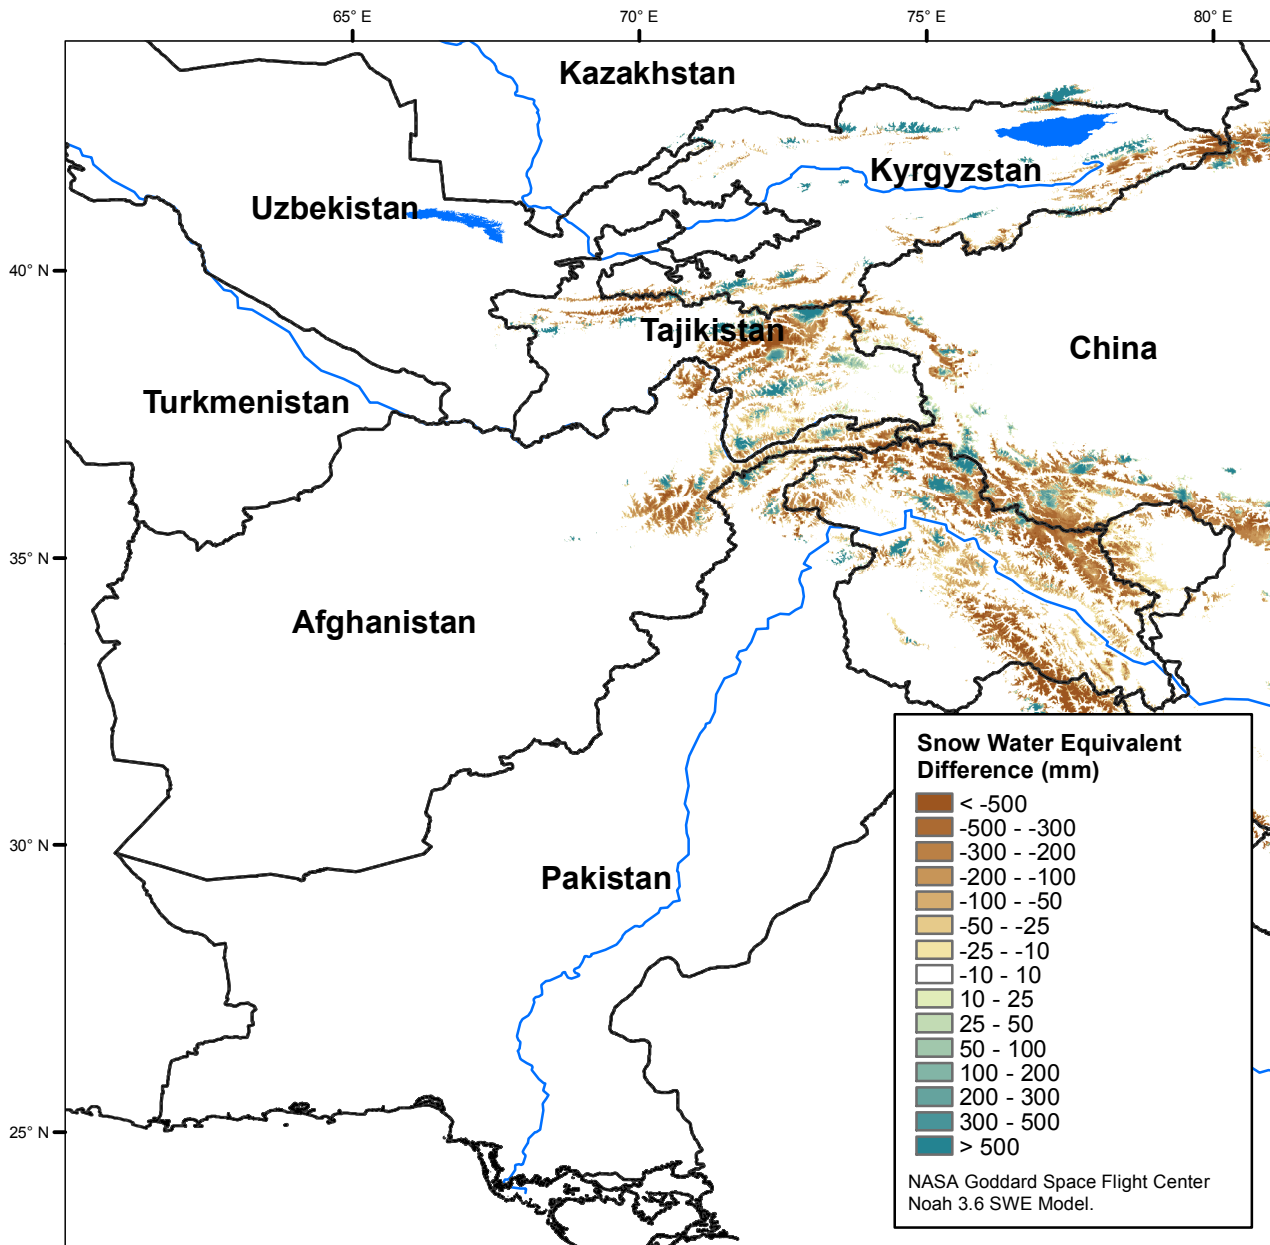 65° E
70° E
75° E
80° E
Kazakhstan
Kyrgyzstan
Uzbekistan
40° N
Tajikistan
China
Turkmenistan
35° N
Afghanistan
30° N
Pakistan
25° N
Snow Water Equivalent
Difference (mm)
< -500
-500 - -300
-300 - -200
-200 - -100
-100 - -50
-50 - -25
-25 - -10
-10 - 10
10 - 25
25 - 50
50 - 100
100 - 200
200 - 300
300 - 500
> 500
NASA Goddard Space Flight Center
Noah 3.6 SWE Model.